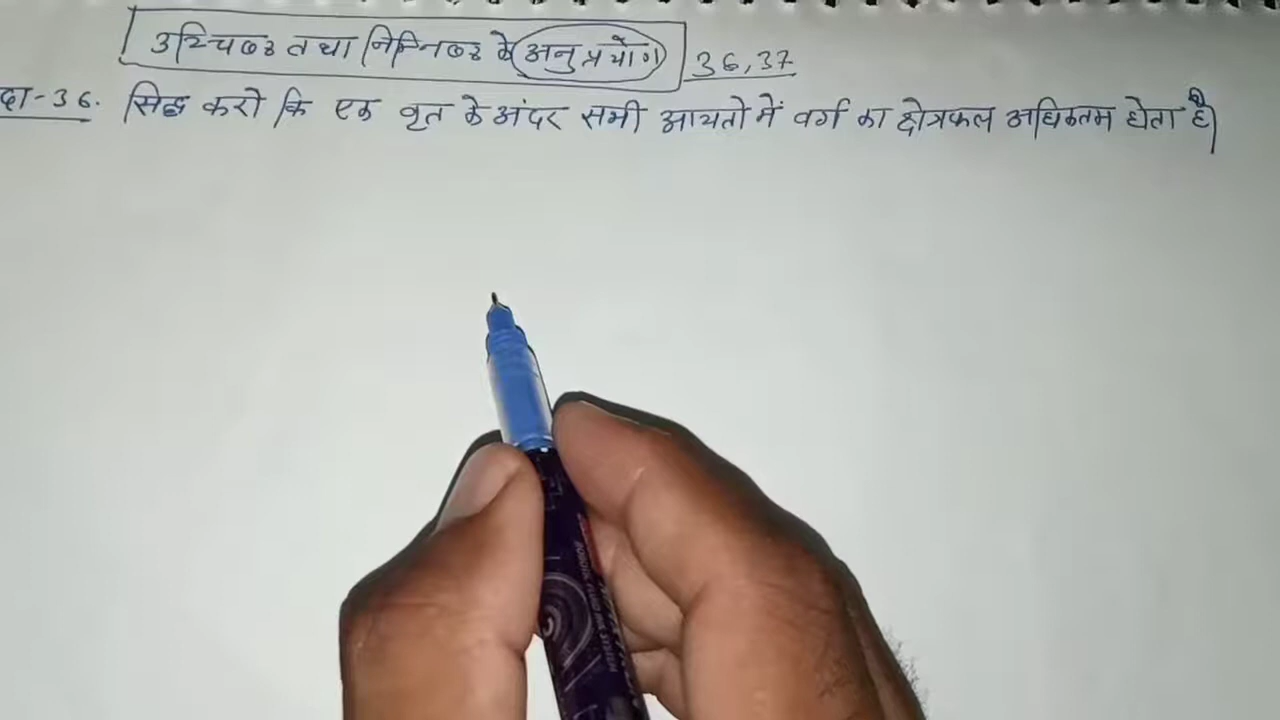 उच्चिष्ठ तथा निम्निष्ठ के अनुप्रयोग 36,37
दा-36. सिद्ध करो कि एक वृत के अंदर सभी आयतो में वर्ग का क्षेत्रफल अधिकतम होता है।